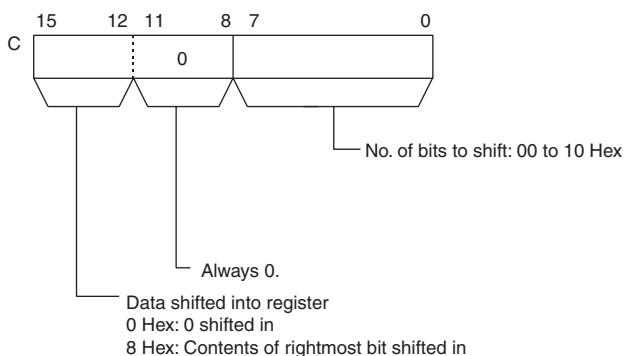 15 12 11 8 7 0
C
0
No. of bits to shift: 00 to 10 Hex
Always 0.
Data shifted into register
0 Hex: 0 shifted in
8 Hex: Contents of rightmost bit shifted in